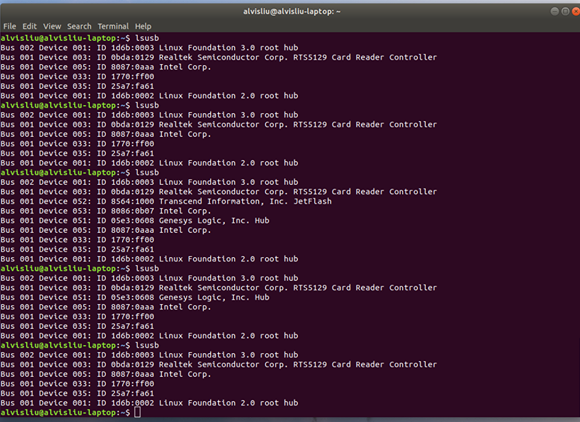 alvisliu@alvisliu-laptop: ~
File Edit View Search Terminal Help
alvisliu@alvisliu-laptop:~$ lsusb
Bus 002 Device 001: ID 1d6b:0003 Linux Foundation 3.0 root hub
Bus 001 Device 003: ID 0bda:0129 Realtek Semiconductor Corp. RTS5129 Card Reader Controller
Bus 001 Device 005: ID 8087:0aaa Intel Corp.
Bus 001 Device 033: ID 1770:ff00
Bus 001 Device 035: ID 25a7:fa61
Bus 001 Device 001: ID 1d6b:0002 Linux Foundation 2.0 root hub
alvisliu@alvisliu-laptop:~$ lsusb
Bus 002 Device 001: ID 1d6b:0003 Linux Foundation 3.0 root hub
Bus 001 Device 003: ID 0bda:0129 Realtek Semiconductor Corp. RTS5129 Card Reader Controller
Bus 001 Device 005: ID 8087:0aaa Intel Corp.
Bus 001 Device 033: ID 1770:ff00
Bus 001 Device 035: ID 25a7:fa61
Bus 001 Device 001: ID 1d6b:0002 Linux Foundation 2.0 root hub
alvisliu@alvisliu-laptop:~$ lsusb
Bus 002 Device 001: ID 1d6b:0003 Linux Foundation 3.0 root hub
Bus 001 Device 003: ID 0bda:0129 Realtek Semiconductor Corp. RTS5129 Card Reader Controller
Bus 001 Device 052: ID 8564:1000 Transcend Information, Inc. JetFlash
Bus 001 Device 053: ID 8086:0b07 Intel Corp.
Bus 001 Device 051: ID 05e3:0608 Genesys Logic, Inc. Hub
Bus 001 Device 005: ID 8087:0aaa Intel Corp.
Bus 001 Device 033: ID 1770:ff00
Bus 001 Device 035: ID 25a7:fa61
Bus 001 Device 001: ID 1d6b:0002 Linux Foundation 2.0 root hub
alvisliu@alvisliu-laptop:~$ lsusb
Bus 002 Device 001: ID 1d6b:0003 Linux Foundation 3.0 root hub
Bus 001 Device 003: ID 0bda:0129 Realtek Semiconductor Corp. RTS5129 Card Reader Controller
Bus 001 Device 051: ID 05e3:0608 Genesys Logic, Inc. Hub
Bus 001 Device 005: ID 8087:0aaa Intel Corp.
Bus 001 Device 033: ID 1770:ff00
Bus 001 Device 035: ID 25a7:fa61
Bus 001 Device 001: ID 1d6b:0002 Linux Foundation 2.0 root hub
alvisliu@alvisliu-laptop:~$ lsusb
Bus 002 Device 001: ID 1d6b:0003 Linux Foundation 3.0 root hub
Bus 001 Device 003: ID 0bda:0129 Realtek Semiconductor Corp. RTS5129 Card Reader Controller
Bus 001 Device 005: ID 8087:0aaa Intel Corp.
Bus 001 Device 033: ID 1770:ff00
Bus 001 Device 035: ID 25a7:fa61
Bus 001 Device 001: ID 1d6b:0002 Linux Foundation 2.0 root hub
alvisliu@alvisliu-laptop:~$